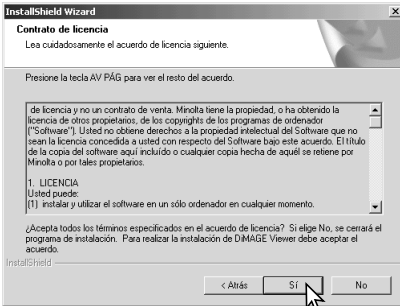 InstallShield Wizard
Contrato de licencia
Lea cuidadosamente el acuerdo de licencia siguiente.
Presione la tecla AV PÁG para ver el resto del acuerdo.
de licencia y no un contrato de venta. Minolta tiene la propiedad, o ha obtenido la
licencia de otros propietarios, de los copyrights de los programas de ordenador
("Software"). Usted no obtiene derechos a la propiedad intelectual del Software que no
sean la licencia concedida a usted con respecto del Software bajo este acuerdo. El título
de la copia del software aquí incluído o cualquier copia hecha de aquél se retiene por
Minolta o por tales propietarios.
1. LICENCIA
Usted puede:
(1) instalar y utilizar el software en un sólo ordenador en cualquier momento.
¿Acepta todos los términos especificados en el acuerdo de licencia? Si elige No, se cerrará el
programa de instalación. Para realizar la instalación de DiMAGE Viewer debe aceptar el
acuerdo.
InstallShield
< Atrás Sí No